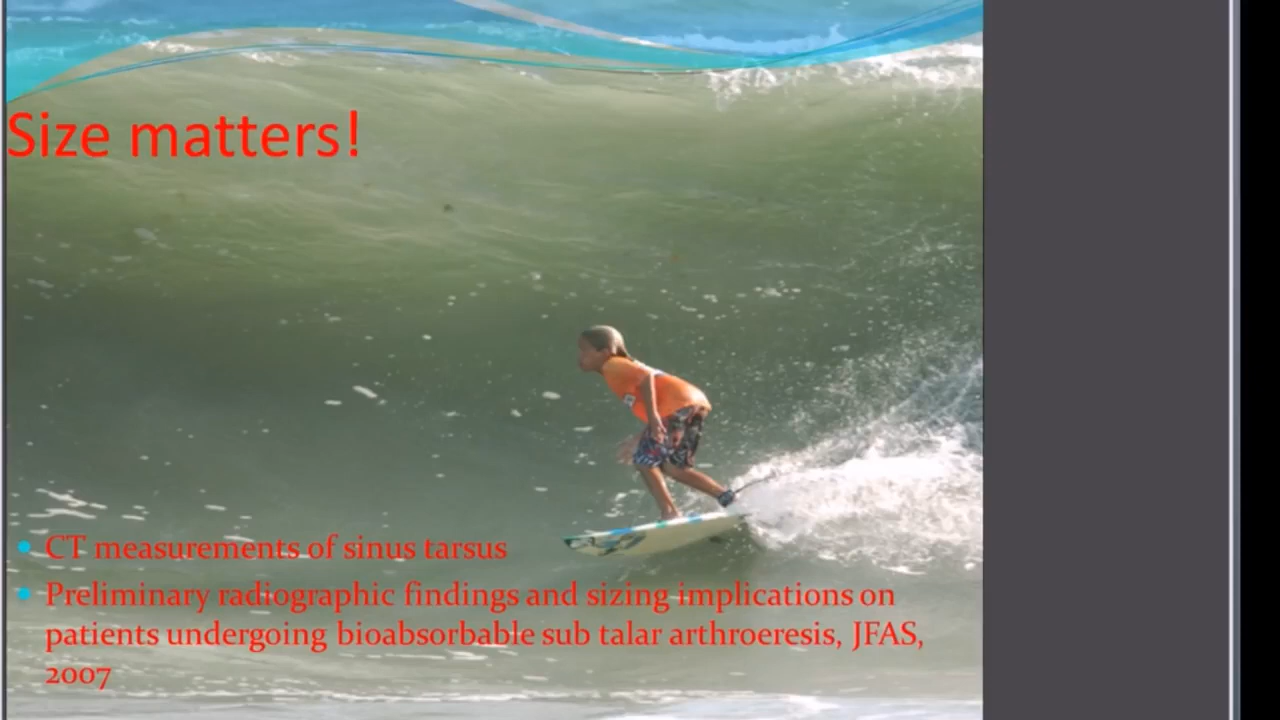 Size matters!
• CT measurements of sinus tarsus
• Preliminary radiographic findings and sizing implications on
patients undergoing bioabsorbable sub talar arthroeresis, JFAS,
2007